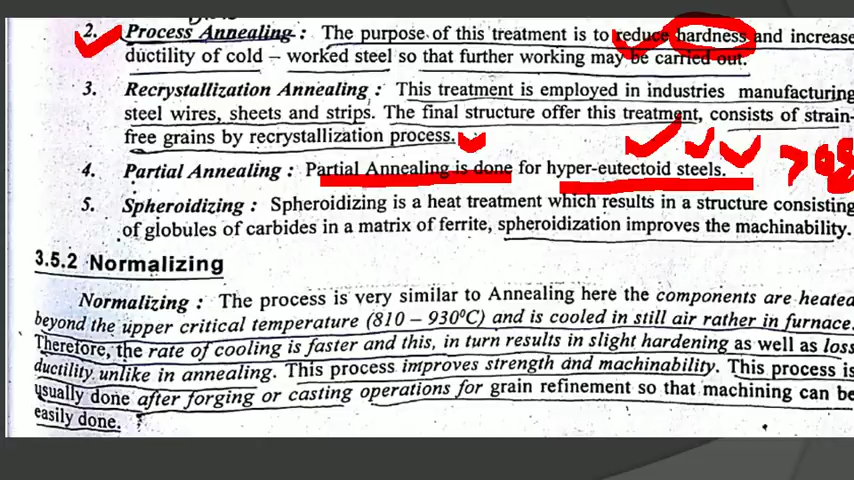 2. Process Annealing : The purpose of this treatment is to reduce hardness and increase
ductility of cold – worked steel so that further working may be carried out.
3. Recrystallization Annealing : This treatment is employed in industries manufacturing
steel wires, sheets and strips. The final structure offer this treatment, consists of strain-
free grains by recrystallization process.
4. Partial Annealing : Partial Annealing is done for hyper-eutectoid steels.
5. Spheroidizing : Spheroidizing is a heat treatment which results in a structure consisting
of globules of carbides in a matrix of ferrite, spheroidization improves the machinability.
3.5.2 Normalizing
Normalizing : The process is very similar to Annealing here the components are heated
beyond the upper critical temperature (810 – 930⁰C) and is cooled in still air rather in furnace.
Therefore, the rate of cooling is faster and this, in turn results in slight hardening as well as loss
ductility unlike in annealing. This process improves strength and machinability. This process is
usually done after forging or casting operations for grain refinement so that machining can be
easily done.